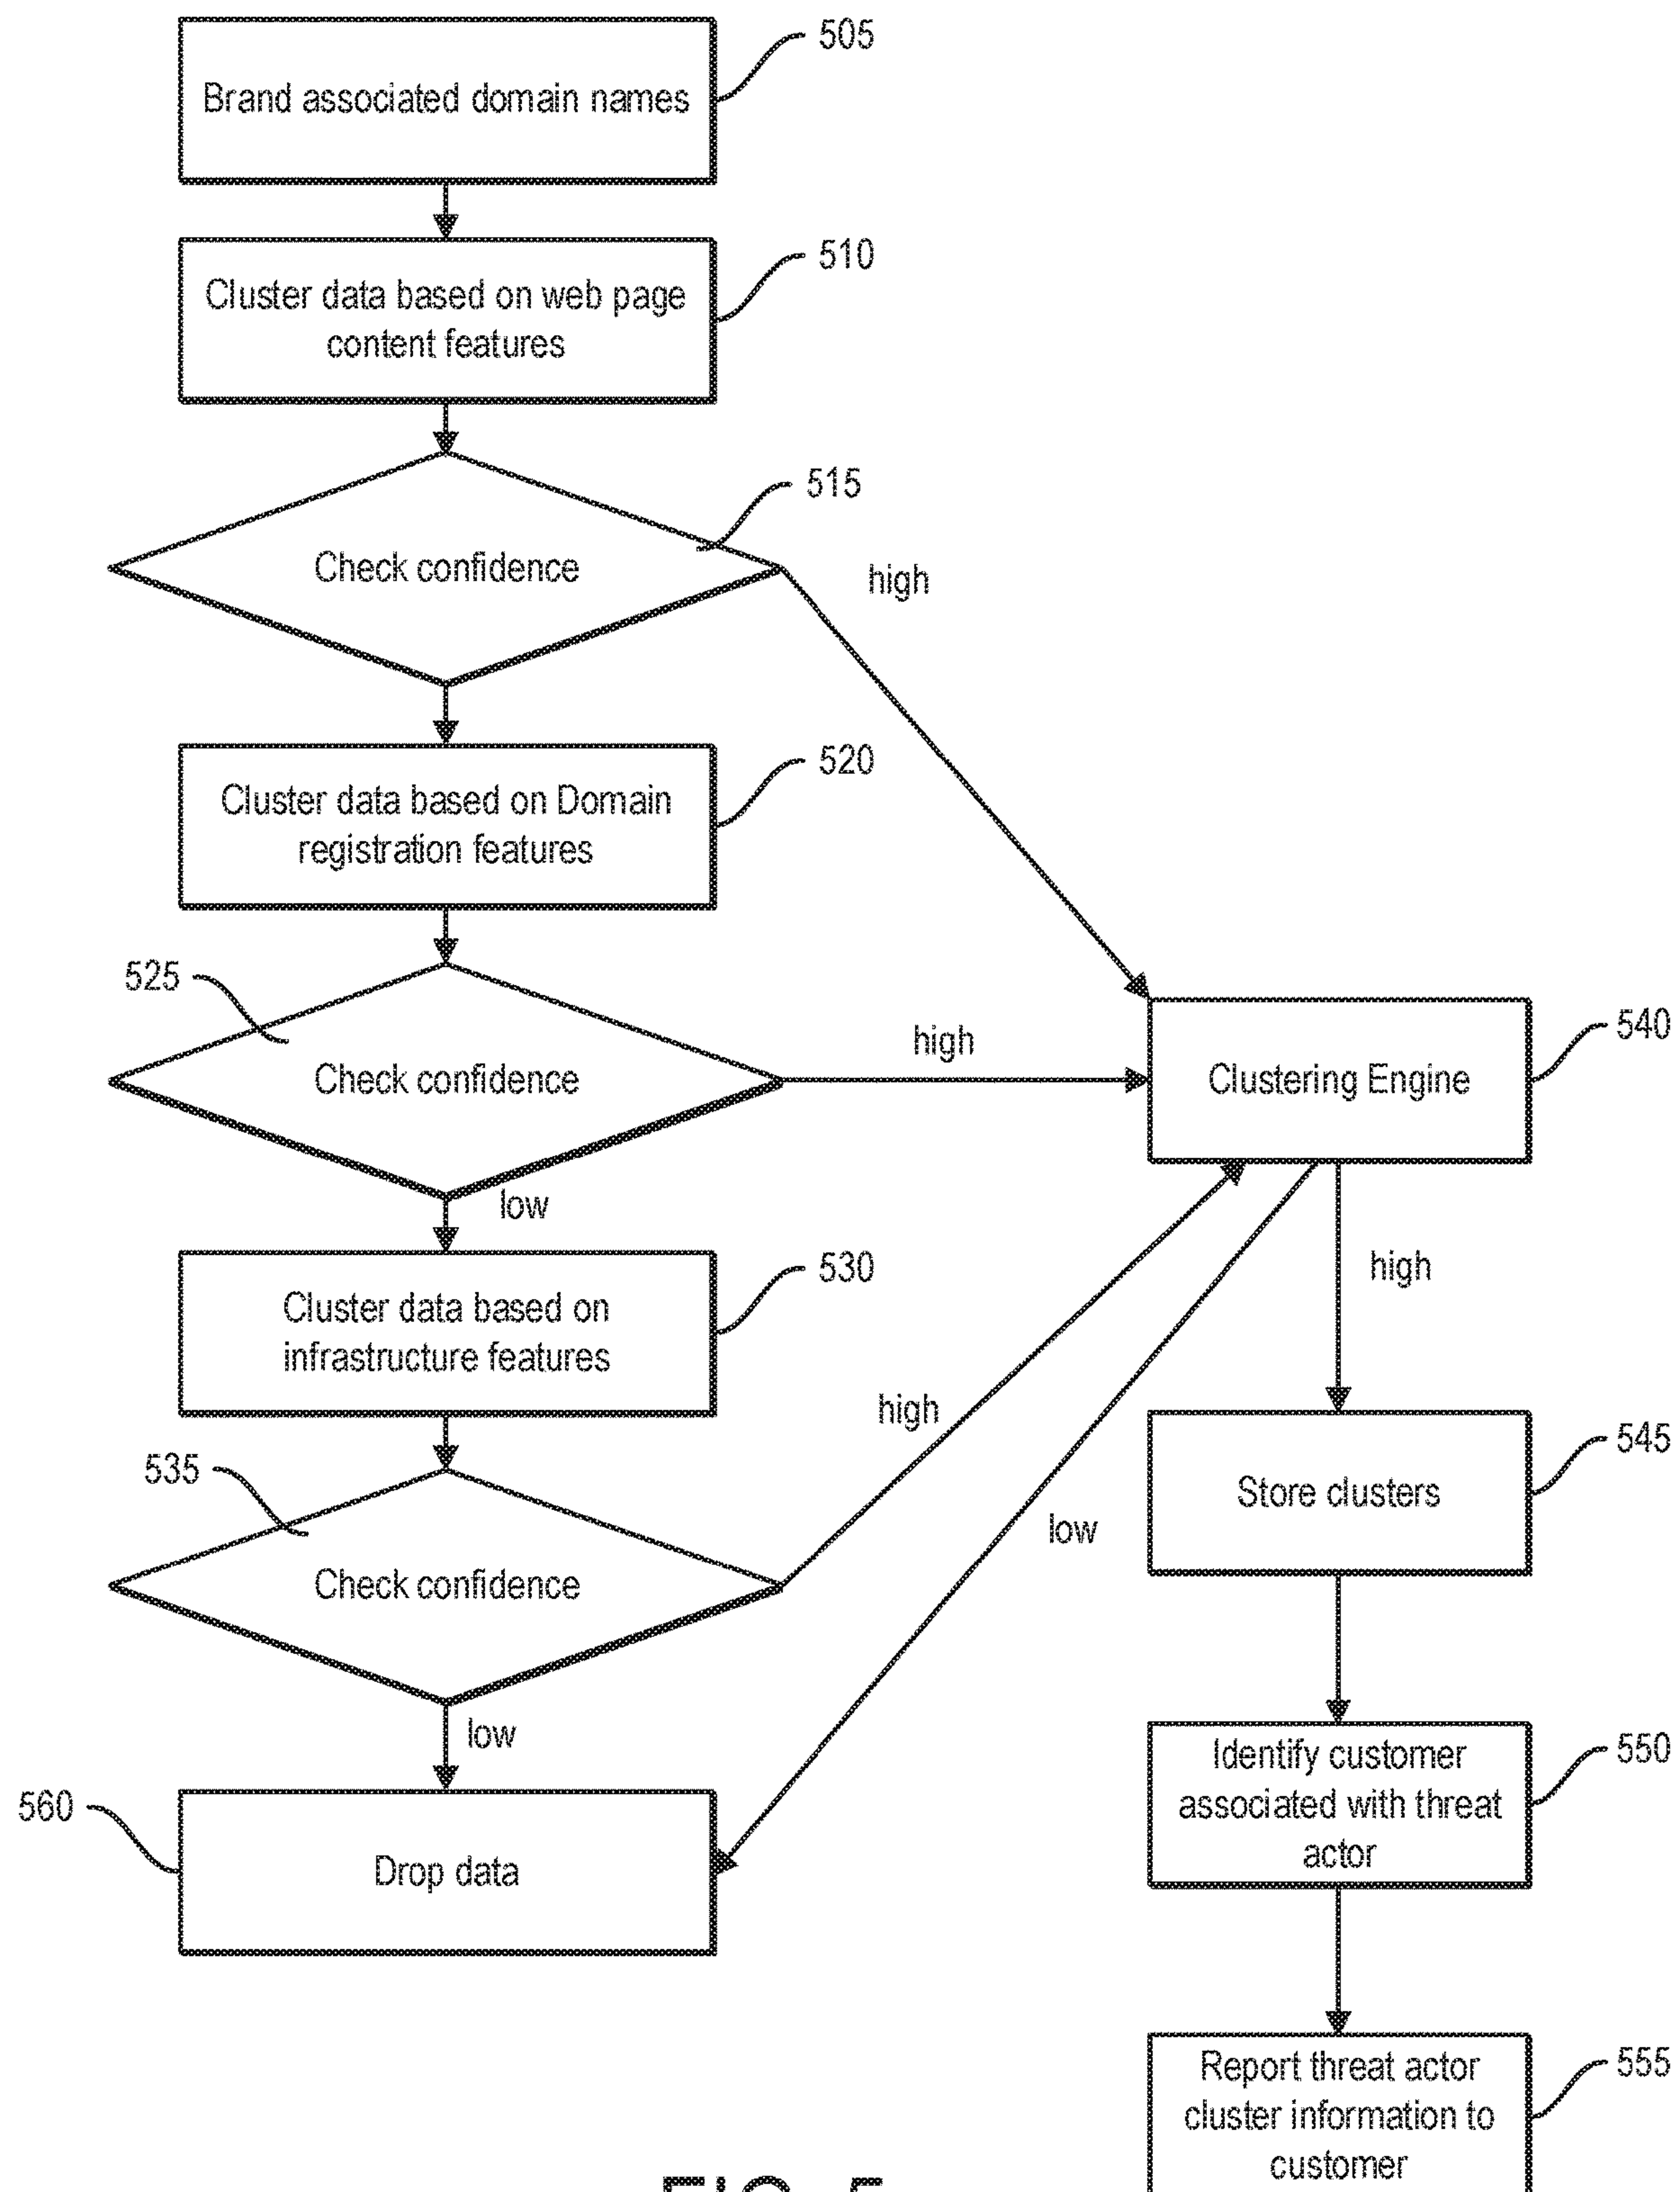 505
Brand associated domain names
510
Cluster data based on web page
content features
515
Check confidence
high
520
Cluster data based on Domain
registration features
525
Check confidence
high
low
540
Clustering Engine
530
Cluster data based on
infrastructure features
high
535
Check confidence
high
low
low
545
Store clusters
560
Drop data
550
Identify customer
associated with threat
actor
555
Report threat actor
cluster information to
customer
FIG. 5